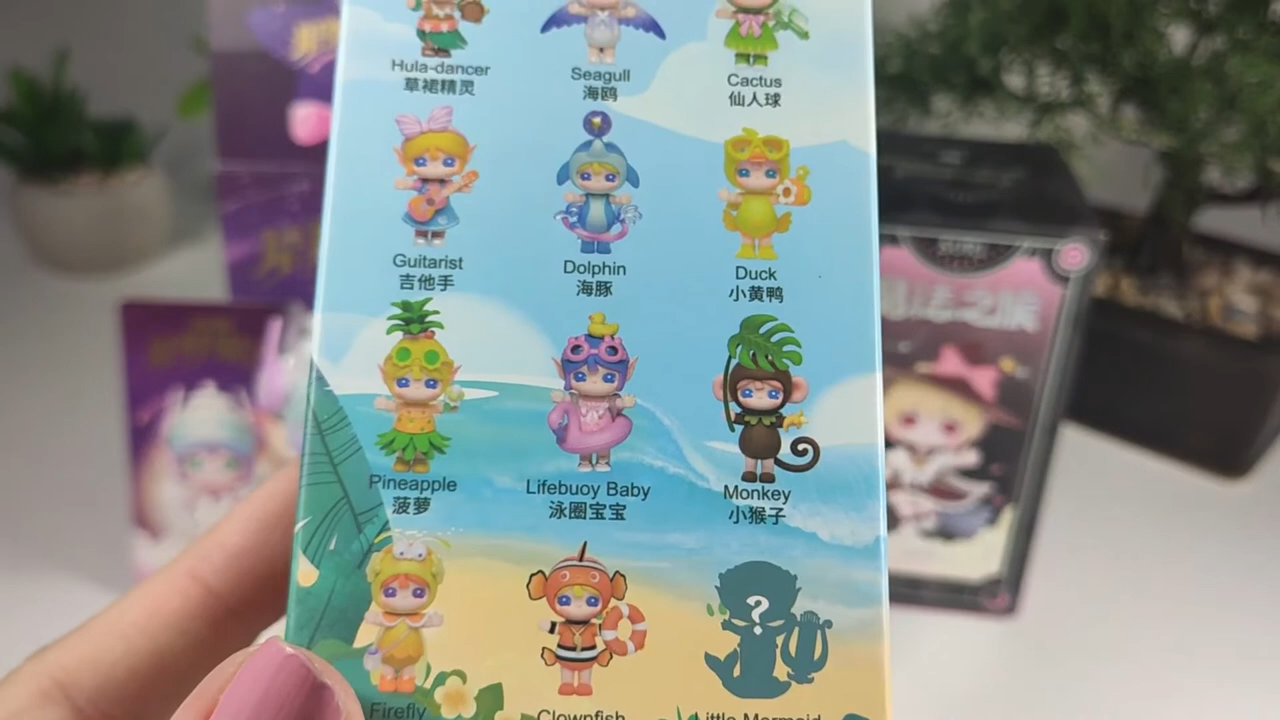 Hula-dancer
草裙精灵
Seagull
海鸥
Cactus
仙人球
Guitarist
吉他手
Dolphin
海豚
Duck
小黄鸭
Pineapple
菠萝
Lifebuoy Baby
泳圈宝宝
Monkey
小猴子
?
Firefly
Clownfish
Little Mermaid